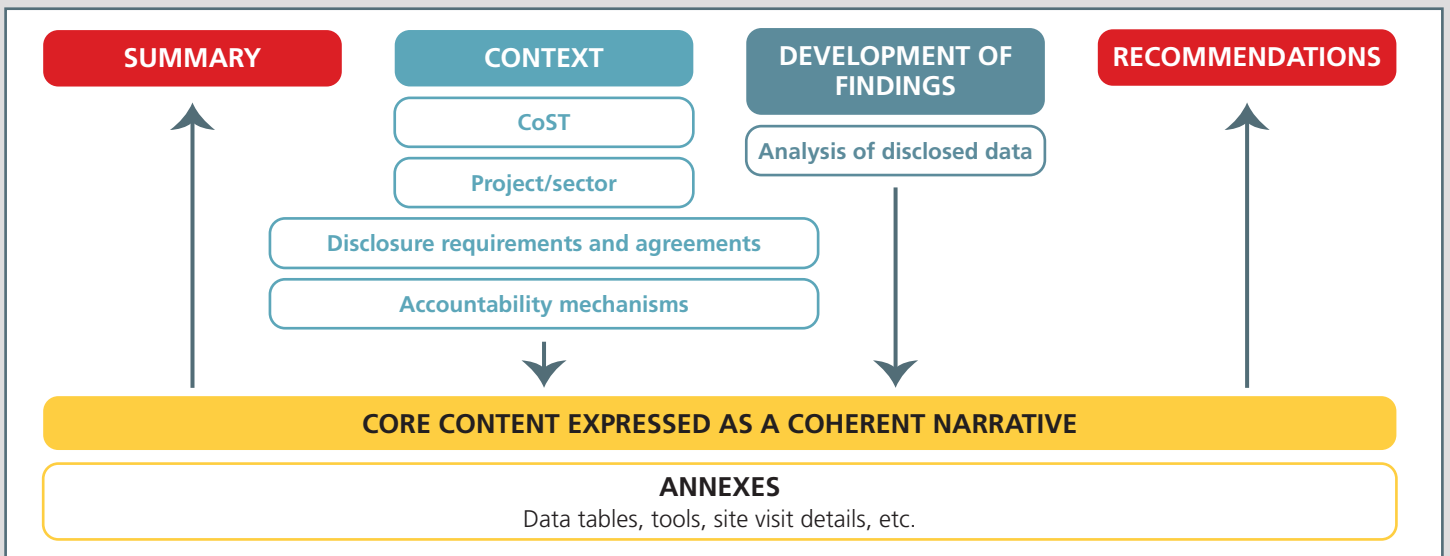 SUMMARY
CONTEXT
CoST
Project/sector
Disclosure requirements and agreements
Accountability mechanisms
DEVELOPMENT OF
FINDINGS
Analysis of disclosed data
RECOMMENDATIONS
CORE CONTENT EXPRESSED AS A COHERENT NARRATIVE
ANNEXES
Data tables, tools, site visit details, etc.